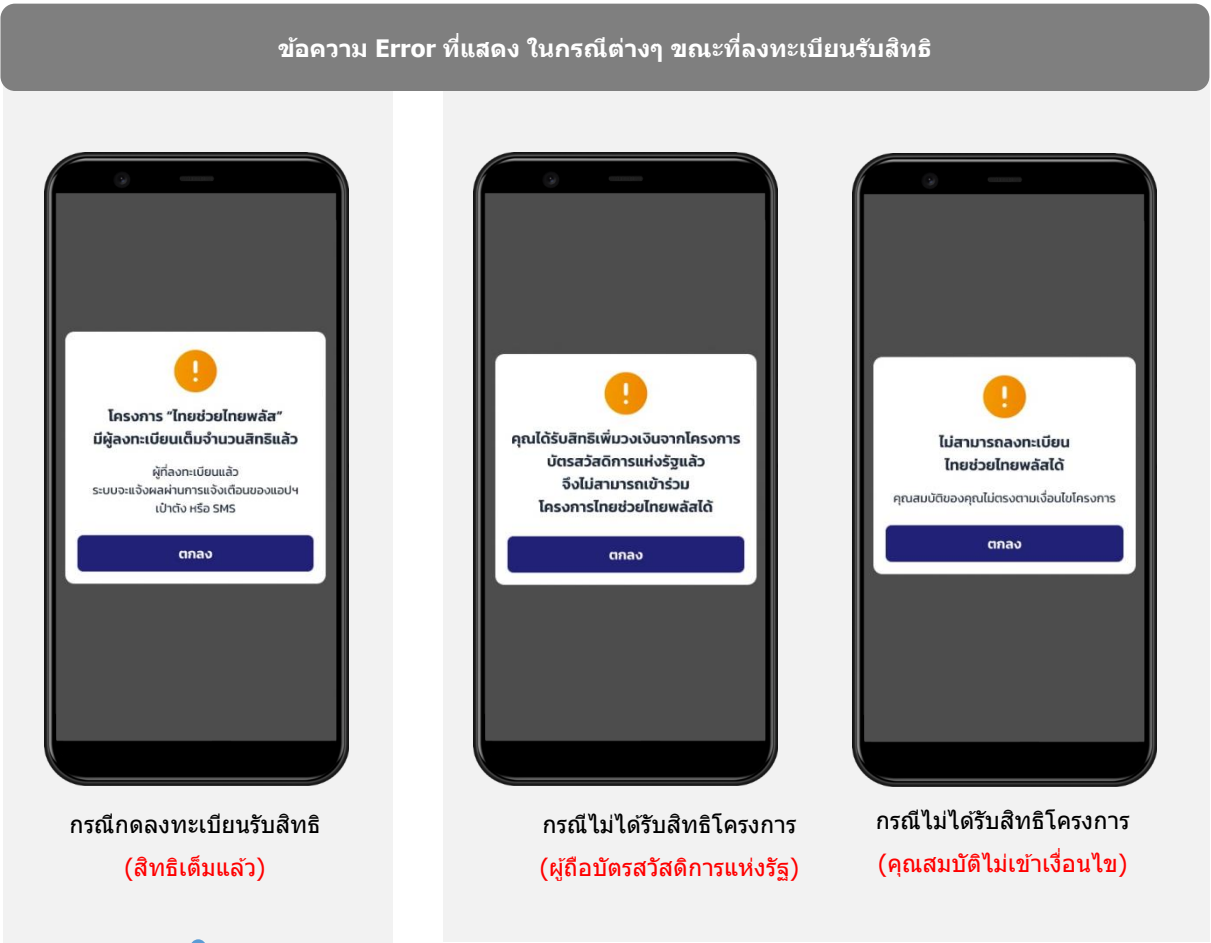 ข้อความ Error ที่แสดง ในกรณีต่างๆ ขณะที่ลงทะเบียนรับสิทธิ
โครงการ “ไทยช่วยไทยพลัส”
มีผู้ลงทะเบียนเต็มจำนวนสิทธิแล้ว
ผู้ที่ลงทะเบียนแล้ว
ระบบจะแจ้งผลผ่านการแจ้งเตือนของแอปฯ
เป๋าตัง หรือ SMS
ตกลง
กรณีกดลงทะเบียนรับสิทธิ
(สิทธิเต็มแล้ว)
คุณได้รับสิทธิเพิ่มวงเงินจากโครงการ
บัตรสวัสดิการแห่งรัฐแล้ว
จึงไม่สามารถเข้าร่วม
โครงการไทยช่วยไทยพลัสได้
ตกลง
กรณีไม่ได้รับสิทธิโครงการ
(ผู้ถือบัตรสวัสดิการแห่งรัฐ)
ไม่สามารถลงทะเบียน
ไทยช่วยไทยพลัสได้
คุณสมบัติของคุณไม่ตรงตามเงื่อนไขโครงการ
ตกลง
กรณีไม่ได้รับสิทธิโครงการ
(คุณสมบัติไม่เข้าเงื่อนไข)